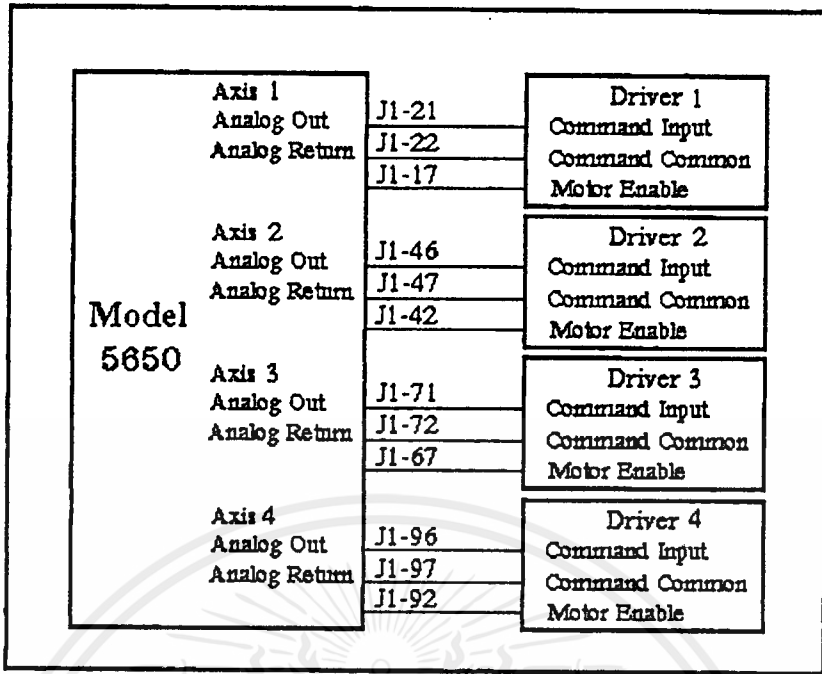 Model
5650
Axis 1
Analog Out
Analog Return
J1-21
J1-22
J1-17
Driver 1
Command Input
Command Common
Motor Enable
Axis 2
Analog Out
Analog Return
J1-46
J1-47
J1-42
Driver 2
Command Input
Command Common
Motor Enable
Axis 3
Analog Out
Analog Return
J1-71
J1-72
J1-67
Driver 3
Command Input
Command Common
Motor Enable
Axis 4
Analog Out
Analog Return
J1-96
J1-97
J1-92
Driver 4
Command Input
Command Common
Motor Enable